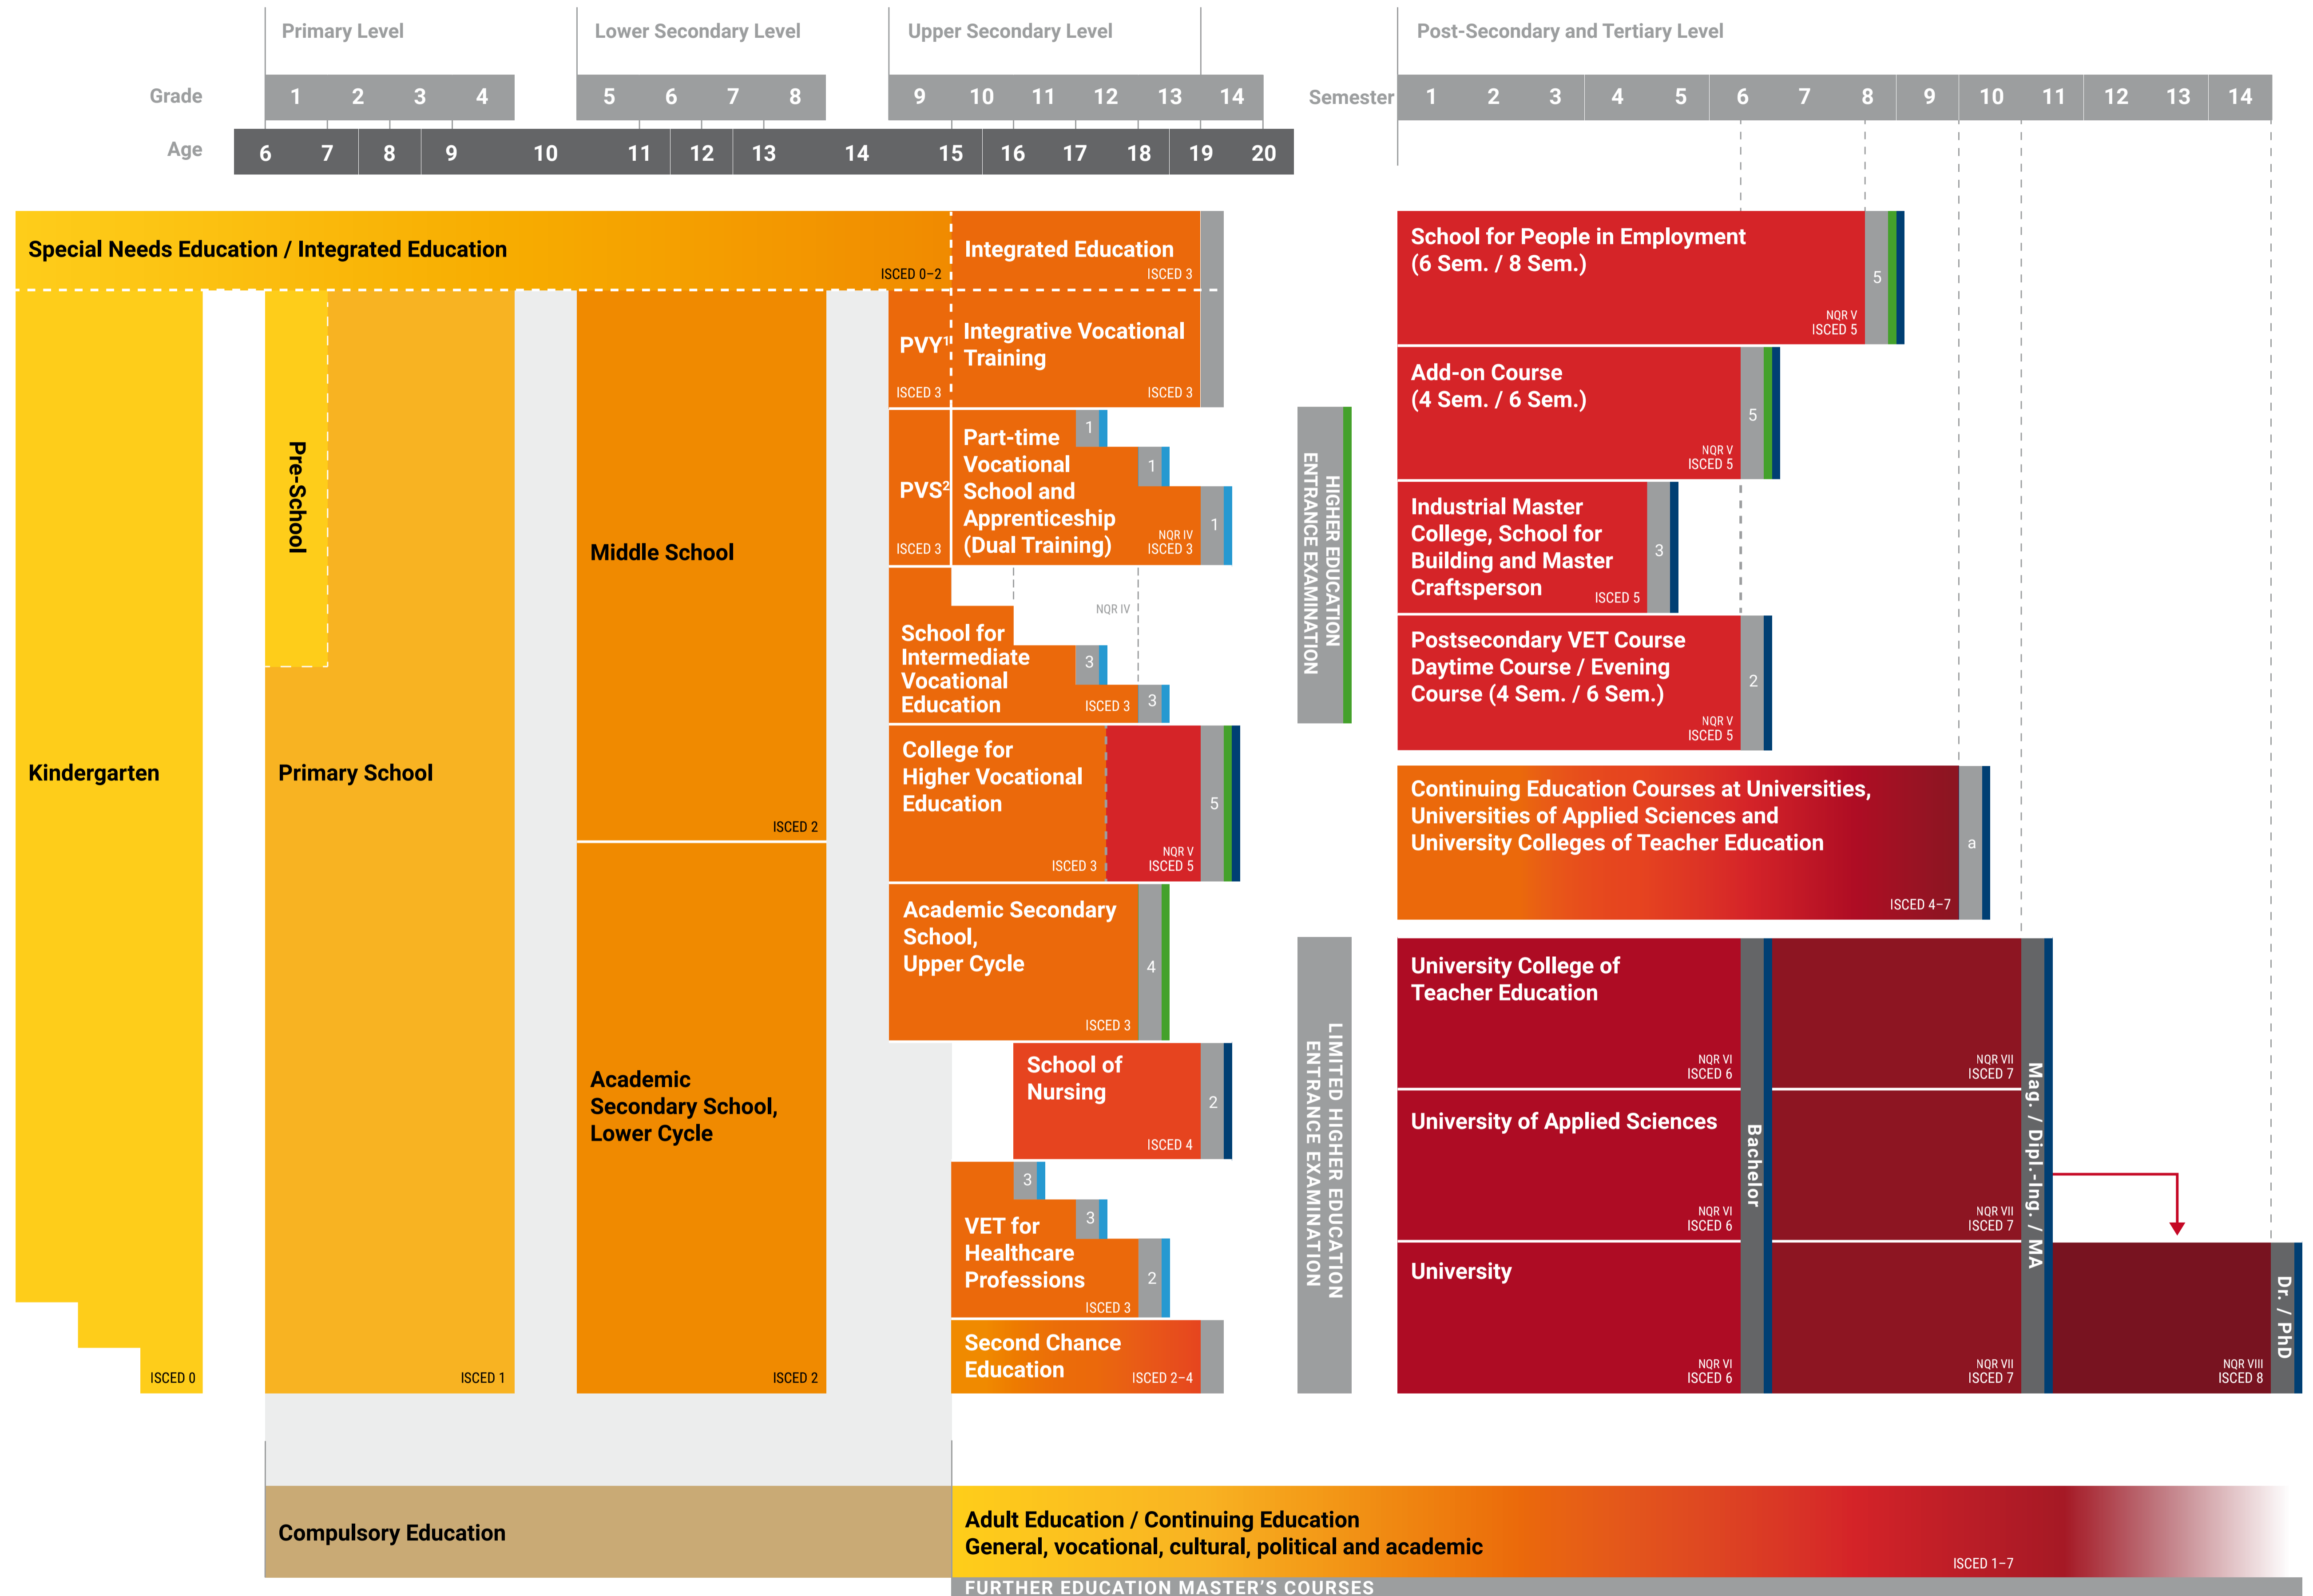 Primary Level
Lower Secondary Level
Upper Secondary Level
Post-Secondary and Tertiary Level
Grade
1 2 3 4
5 6 7 8
9 10 11 12 13 14
Semester
1 2 3 4 5 6 7 8 9 10 11 12 13 14
Age
6 7 8 9 10 11 12 13 14 15 16 17 18 19 20
Special Needs Education / Integrated Education
ISCED 0–2
Integrated Education
ISCED 3
Kindergarten
ISCED 0
Pre-School
Primary School
ISCED 1
Middle School
ISCED 2
Academic
Secondary School,
Lower Cycle
ISCED 2
PVY1
ISCED 3
Integrative Vocational
Training
ISCED 3
PVS2
ISCED 3
Part-time
Vocational
School and
Apprenticeship
(Dual Training)
NQR IV
ISCED 3
1
1
1
School for
Intermediate
Vocational
Education
NQR IV
ISCED 3
3
3
College for
Higher Vocational
Education
ISCED 3
NQR V
ISCED 5
5
Academic Secondary
School,
Upper Cycle
ISCED 3
4
School of
Nursing
ISCED 4
2
VET for
Healthcare
Professions
ISCED 3
3
3
2
Second Chance
Education
ISCED 2–4
HIGHER EDUCATION
ENTRANCE EXAMINATION
LIMITED HIGHER EDUCATION
ENTRANCE EXAMINATION
School for People in Employment
(6 Sem. / 8 Sem.)
NQR V
ISCED 5
5
Add-on Course
(4 Sem. / 6 Sem.)
NQR V
ISCED 5
5
Industrial Master
College, School for
Building and Master
Craftsperson
ISCED 5
3
Postsecondary VET Course
Daytime Course / Evening
Course (4 Sem. / 6 Sem.)
NQR V
ISCED 5
2
Continuing Education Courses at Universities,
Universities of Applied Sciences and
University Colleges of Teacher Education
ISCED 4–7
a
University College of
Teacher Education
NQR VI
ISCED 6
NQR VII
ISCED 7
University of Applied Sciences
NQR VI
ISCED 6
NQR VII
ISCED 7
University
NQR VI
ISCED 6
NQR VII
ISCED 7
NQR VIII
ISCED 8
Bachelor
Mag. / Dipl.-Ing. / MA
Dr. / PhD
Compulsory Education
Adult Education / Continuing Education
General, vocational, cultural, political and academic
ISCED 1–7
FURTHER EDUCATION MASTER'S COURSES